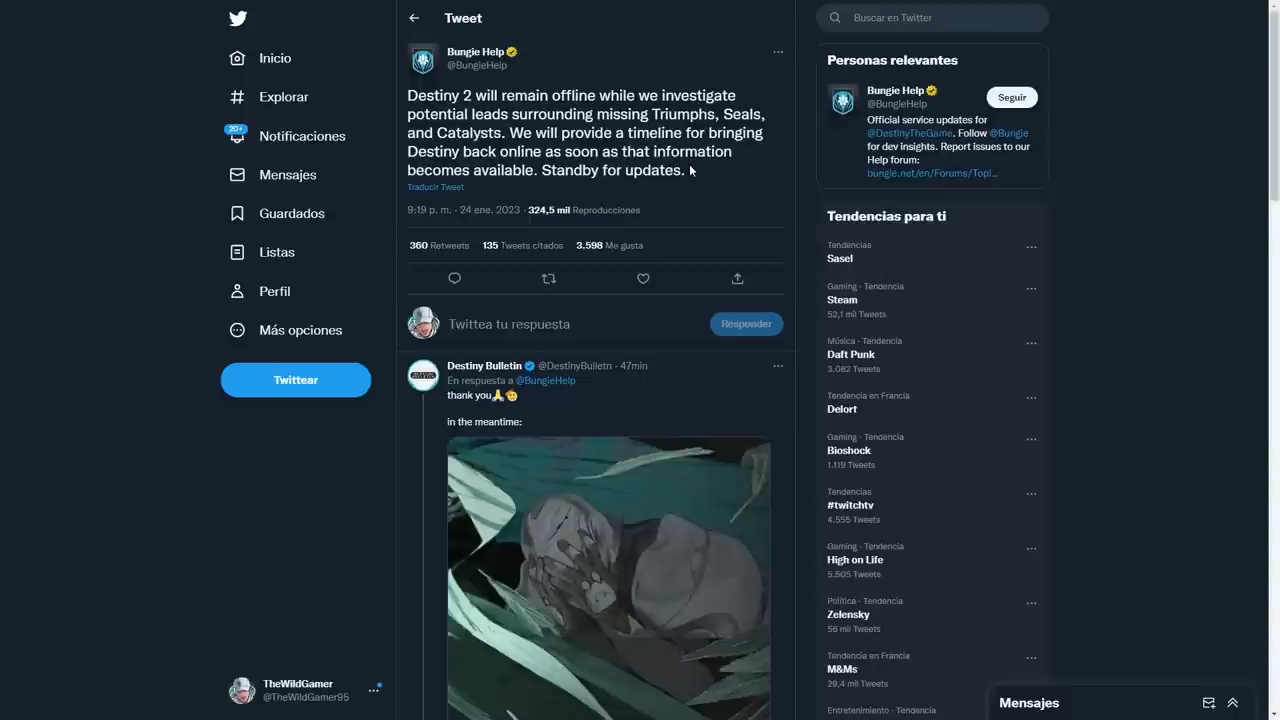 Inicio
Explorar
20+
Notificaciones
Mensajes
Guardados
Listas
Perfil
Más opciones
Twittear
TheWildGamer
@TheWildGamer95
Tweet
Bungie Help
@BungieHelp
Destiny 2 will remain offline while we investigate
potential leads surrounding missing Triumphs, Seals,
and Catalysts. We will provide a timeline for bringing
Destiny back online as soon as that information
becomes available. Standby for updates.
Traducir Tweet
9:19 p. m. · 24 ene. 2023 · 324,5 mil Reproducciones
360 Retweets 135 Tweets citados 3.598 Me gusta
Twittea tu respuesta
Responder
Destiny Bulletin @DestinyBulletn · 47min
En respuesta a @BungieHelp
thank you🙏🫡
in the meantime:
Buscar en Twitter
Personas relevantes
Bungie Help
@BungieHelp
Seguir
Official service updates for
@DestinyTheGame. Follow @Bungie
for dev insights. Report issues to our
Help forum:
bungie.net/en/Forums/Topi...
Tendencias para ti
Tendencias
Sasel
Gaming · Tendencia
Steam
52,1 mil Tweets
Música · Tendencia
Daft Punk
3.082 Tweets
Tendencia en Francia
Delort
Gaming · Tendencia
Bioshock
1.119 Tweets
Tendencias
#twitchtv
4.555 Tweets
Gaming · Tendencia
High on Life
5.505 Tweets
Política · Tendencia
Zelensky
56 mil Tweets
Tendencia en Francia
M&Ms
29,4 mil Tweets
Entretenimiento · Tendencia
Mensajes